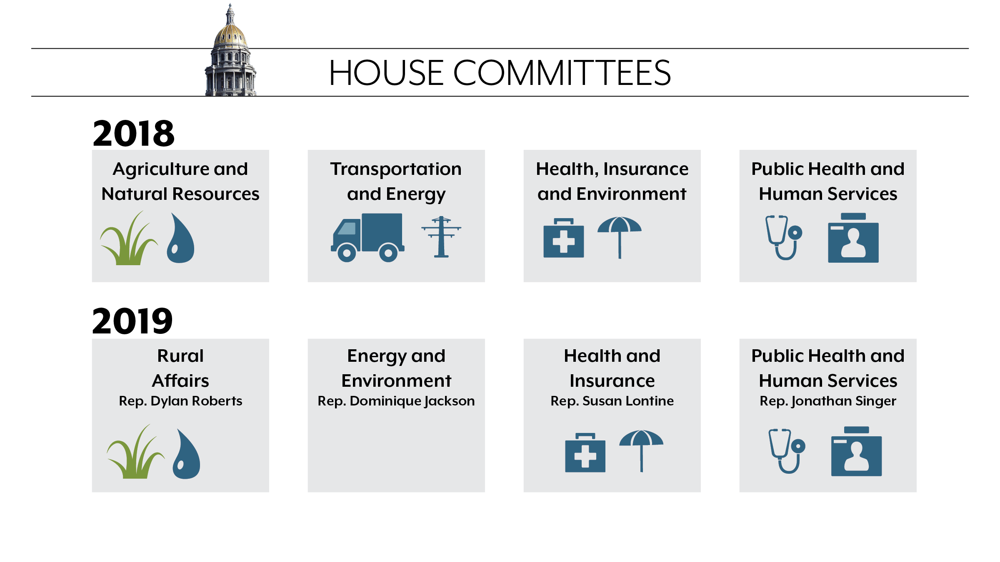 HOUSE COMMITTEES
2018
Agriculture and
Natural Resources
Transportation
and Energy
Health, Insurance
and Environment
Public Health and
Human Services
2019
Rural
Affairs
Rep. Dylan Roberts
Energy and
Environment
Rep. Dominique Jackson
Health and
Insurance
Rep. Susan Lontine
Public Health and
Human Services
Rep. Jonathan Singer